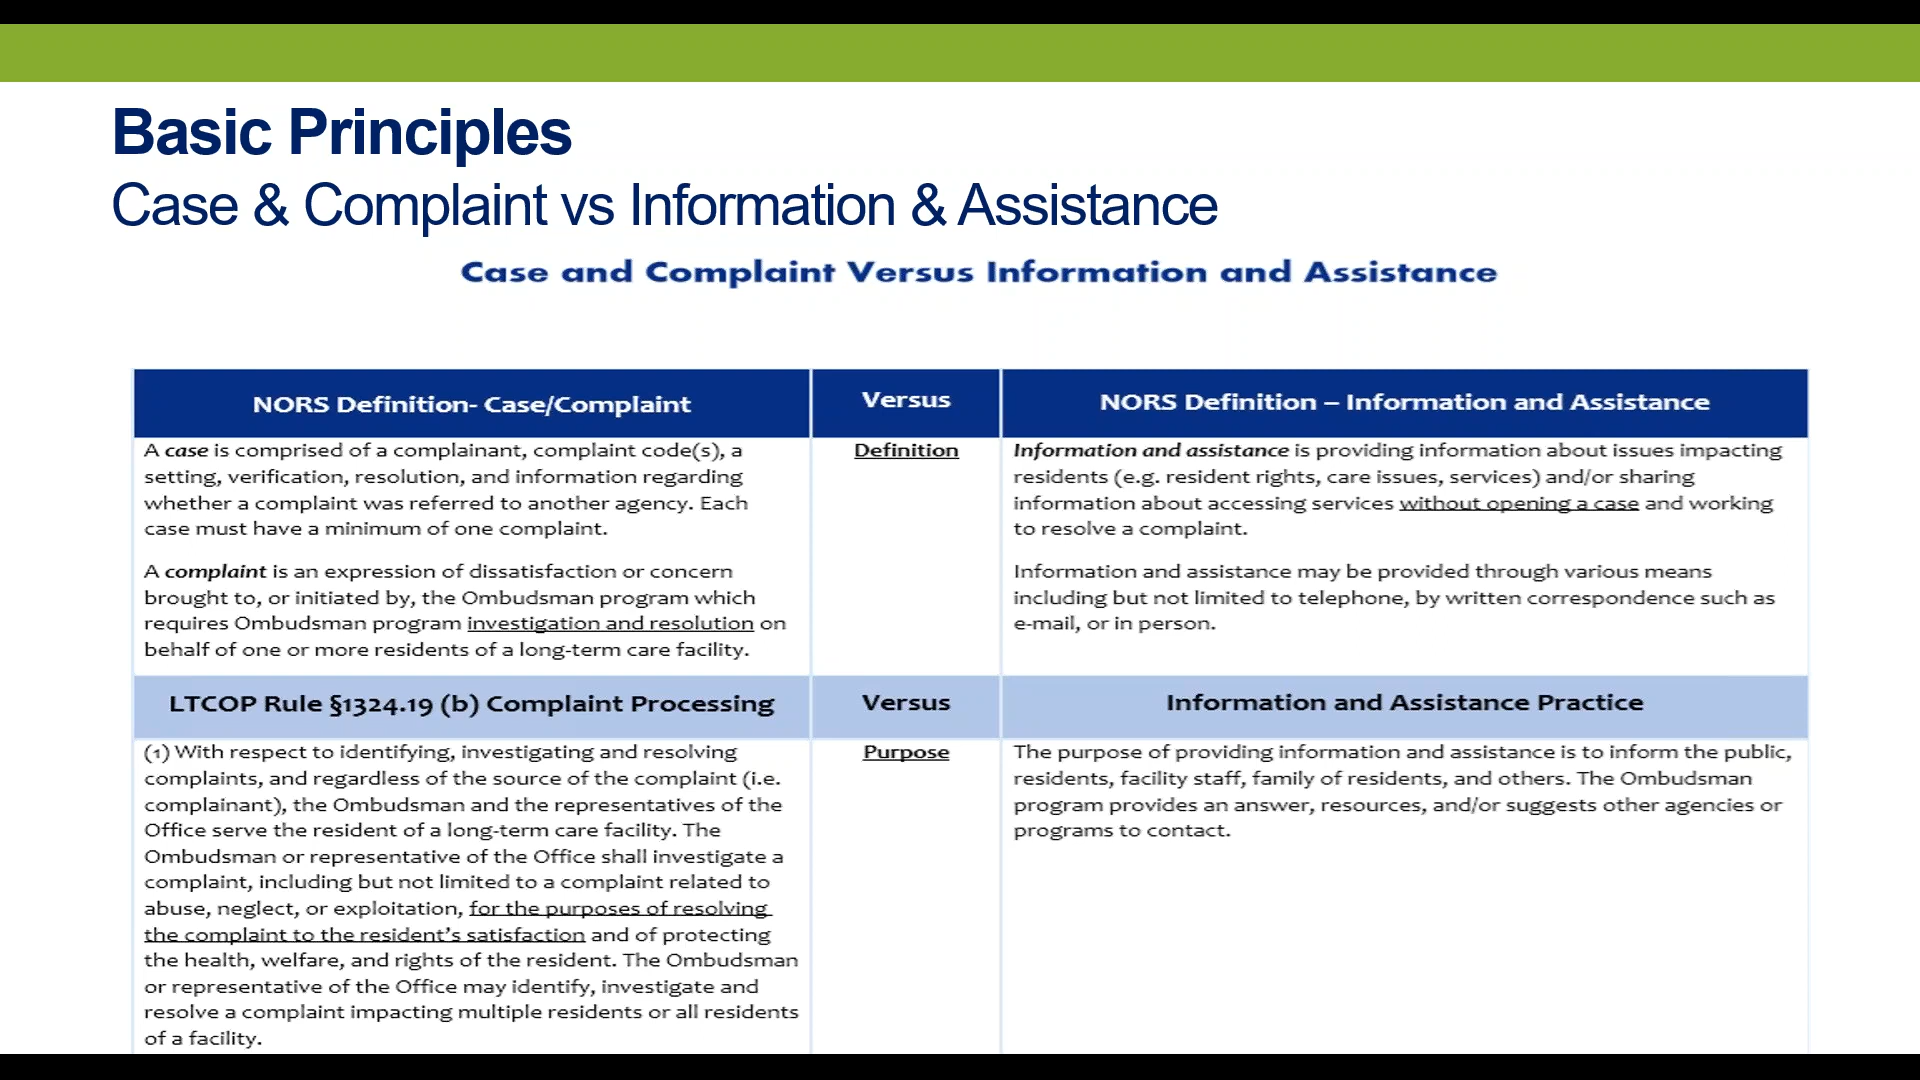 Basic Principles
Case & Complaint vs Information & Assistance
Case and Complaint Versus Information and Assistance
NORS Definition- Case/Complaint
Versus
NORS Definition – Information and Assistance
A case is comprised of a complainant, complaint code(s), a
setting, verification, resolution, and information regarding
whether a complaint was referred to another agency. Each
case must have a minimum of one complaint.
A complaint is an expression of dissatisfaction or concern
brought to, or initiated by, the Ombudsman program which
requires Ombudsman program investigation and resolution on
behalf of one or more residents of a long-term care facility.
Definition
Information and assistance is providing information about issues impacting
residents (e.g. resident rights, care issues, services) and/or sharing
information about accessing services without opening a case and working
to resolve a complaint.
Information and assistance may be provided through various means
including but not limited to telephone, by written correspondence such as
e-mail, or in person.
LTCOP Rule §1324.19 (b) Complaint Processing
Versus
Information and Assistance Practice
(1) With respect to identifying, investigating and resolving
complaints, and regardless of the source of the complaint (i.e.
complainant), the Ombudsman and the representatives of the
Office serve the resident of a long-term care facility. The
Ombudsman or representative of the Office shall investigate a
complaint, including but not limited to a complaint related to
abuse, neglect, or exploitation, for the purposes of resolving
the complaint to the resident's satisfaction and of protecting
the health, welfare, and rights of the resident. The Ombudsman
or representative of the Office may identify, investigate and
resolve a complaint impacting multiple residents or all residents
of a facility.
Purpose
The purpose of providing information and assistance is to inform the public,
residents, facility staff, family of residents, and others. The Ombudsman
program provides an answer, resources, and/or suggests other agencies or
programs to contact.